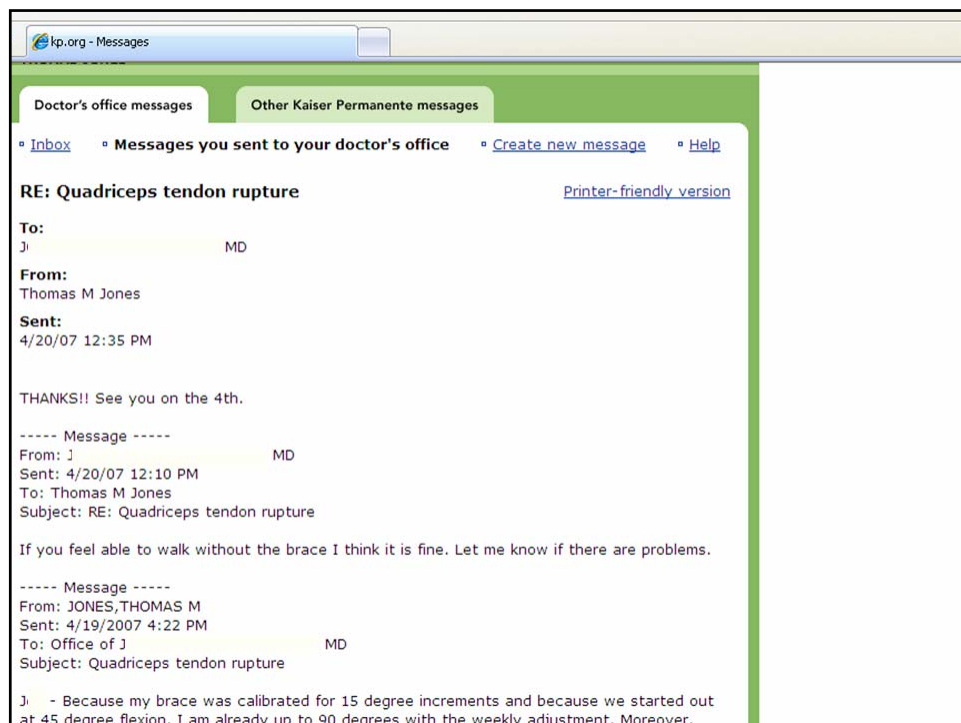 kp.org - Messages
Doctor's office messages
Other Kaiser Permanente messages
Inbox
Messages you sent to your doctor's office
Create new message
Help
RE: Quadriceps tendon rupture
Printer-friendly version
To:
J MD
From:
Thomas M Jones
Sent:
4/20/07 12:35 PM
THANKS!! See you on the 4th.
----- Message -----
From: J MD
Sent: 4/20/07 12:10 PM
To: Thomas M Jones
Subject: RE: Quadriceps tendon rupture
If you feel able to walk without the brace I think it is fine. Let me know if there are problems.
----- Message -----
From: JONES,THOMAS M
Sent: 4/19/2007 4:22 PM
To: Office of J MD
Subject: Quadriceps tendon rupture
J - Because my brace was calibrated for 15 degree increments and because we started out
at 45 degree flexion, I am already up to 90 degrees with the weekly adjustment. Moreover,